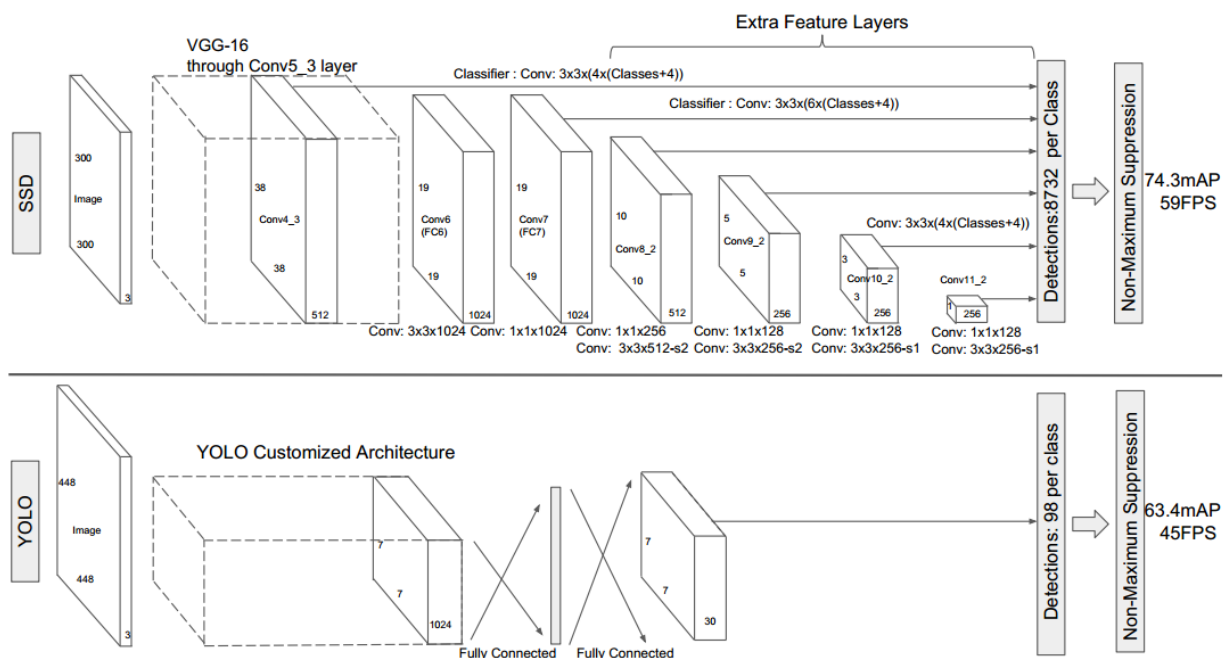 Extra Feature Layers
VGG-16
through Conv5_3 layer
Classifier : Conv: 3x3x(4x(Classes+4))
Classifier : Conv: 3x3x(6x(Classes+4))
SSD
300
Image
300
3
38
Conv4_3
38
512
19
Conv6
(FC6)
19
1024
19
Conv7
(FC7)
19
1024
10
Conv8_2
10
512
5
Conv9_2
5
256
Conv: 3x3x(4x(Classes+4))
3
Conv10_2
3
256
Conv11_2
1
256
Conv: 3x3x1024
Conv: 1x1x1024
Conv: 1x1x256
Conv: 3x3x512-s2
Conv: 1x1x128
Conv: 3x3x256-s2
Conv: 1x1x128
Conv: 3x3x256-s1
Conv: 1x1x128
Conv: 3x3x256-s1
Detections:8732 per Class
Non-Maximum Suppression
74.3mAP
59FPS
YOLO
448
Image
448
3
YOLO Customized Architecture
7
7
1024
Fully Connected
Fully Connected
7
7
30
Detections: 98 per class
Non-Maximum Suppression
63.4mAP
45FPS